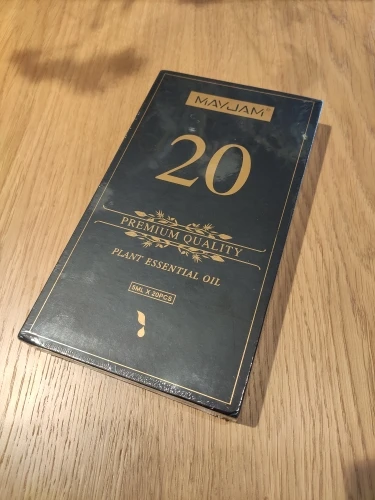 MAYJAM®
20
PREMIUM QUALITY
PLANT ESSENTIAL OIL
5ML X 20PCS